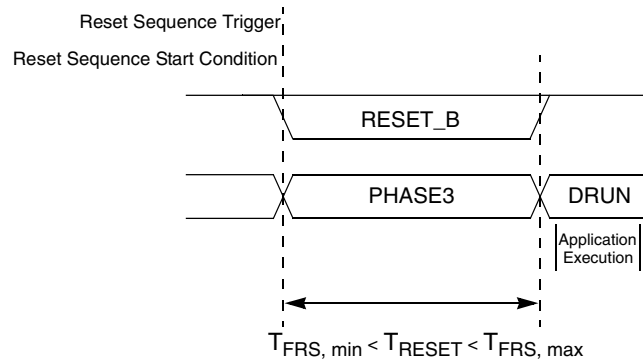 Reset Sequence Trigger
Reset Sequence Start Condition
RESET_B
PHASE3
DRUN
Application
Execution
TFRS, min < TRESET < TFRS, max